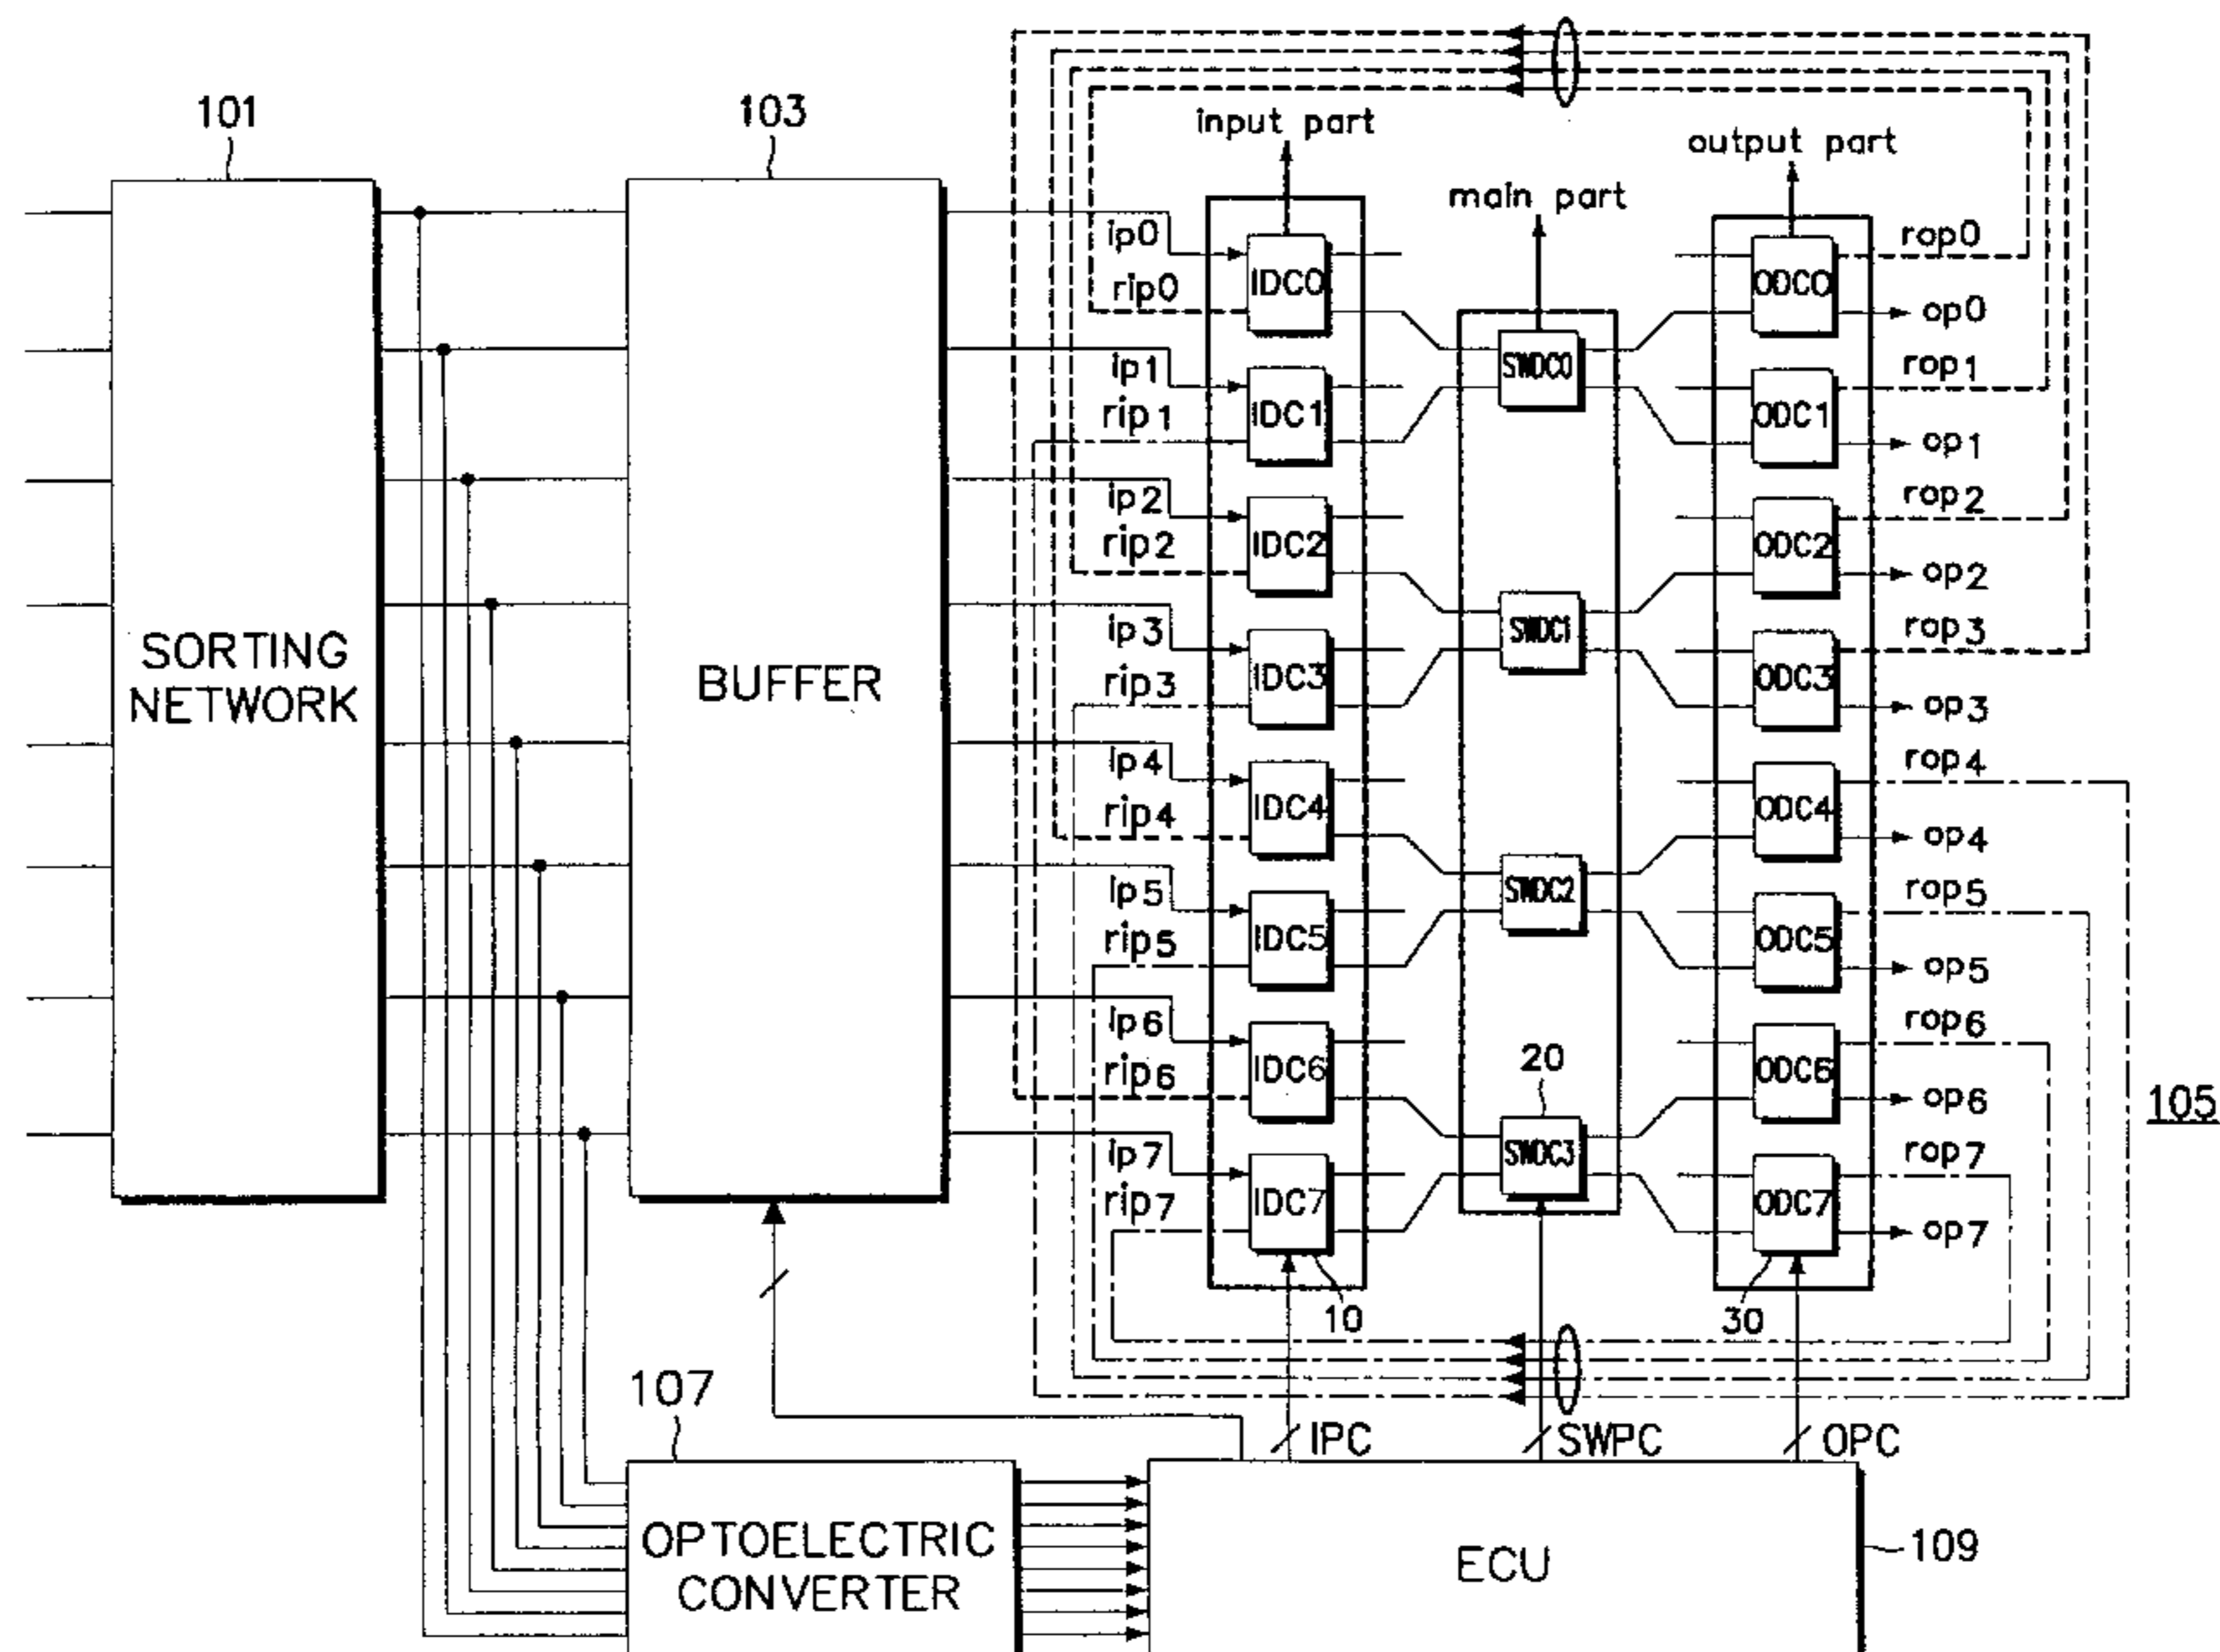 101
103
input part
main part
output part
SORTING
NETWORK
BUFFER
ip0
rip0
ip1
rip1
ip2
rip2
ip3
rip3
ip4
rip4
ip5
rip5
ip6
rip6
ip7
rip7
IDC0
IDC1
IDC2
IDC3
IDC4
IDC5
IDC6
IDC7
10
SWDC0
SWDC1
SWDC2
20
SWDC3
ODC0
ODC1
ODC2
ODC3
ODC4
ODC5
ODC6
ODC7
30
rop0
op0
rop1
op1
rop2
op2
rop3
op3
rop4
op4
rop5
op5
rop6
op6
rop7
op7
105
107
IPC
SWPC
OPC
OPTOELECTRIC
CONVERTER
ECU
109